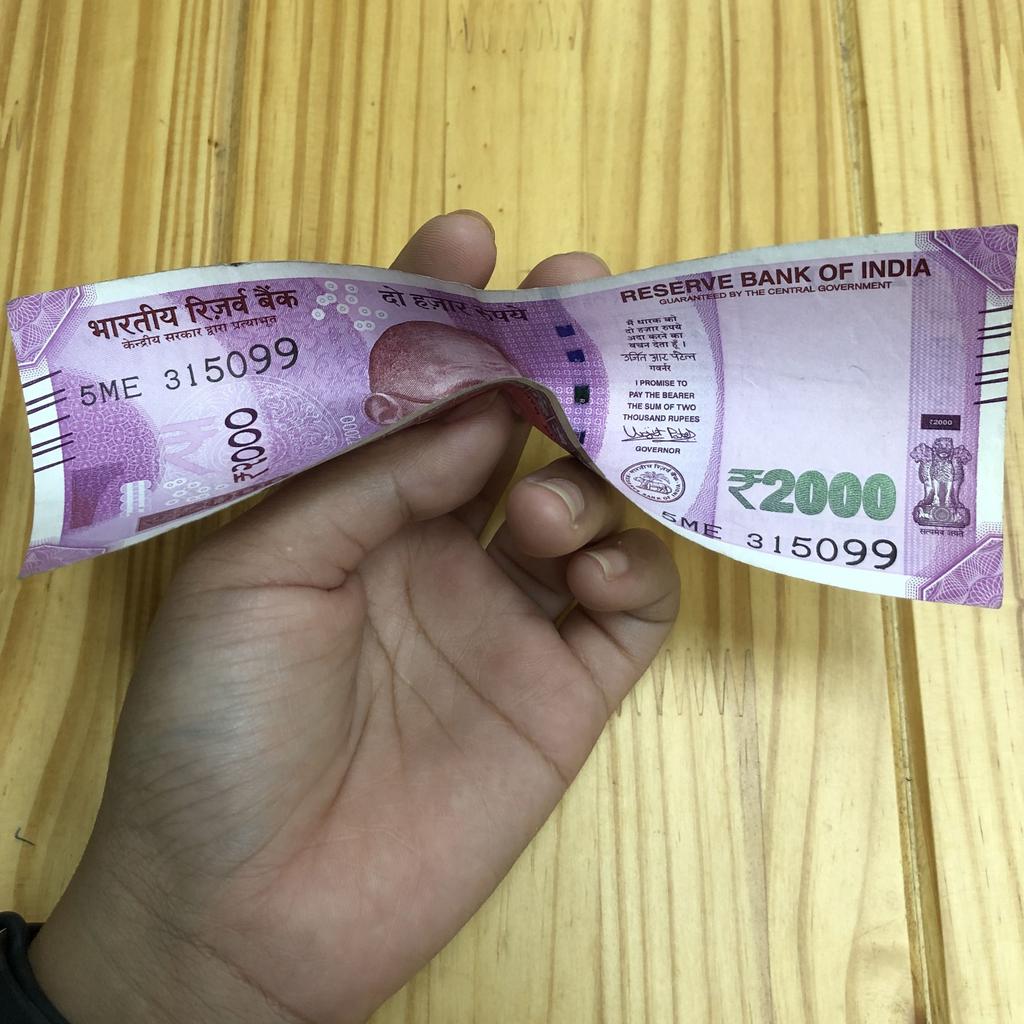 भारतीय रिज़र्व बैंक
केन्द्रीय सरकार द्वारा प्रत्याभूत
5ME 315099
₹2000
दो हज़ार रुपये
RESERVE BANK OF INDIA
GUARANTEED BY THE CENTRAL GOVERNMENT
मैं धारक को
दो हज़ार रुपये
अदा करने का
वचन देता हूँ।
उर्जित आर पटेल
गवर्नर
I PROMISE TO
PAY THE BEARER
THE SUM OF TWO
THOUSAND RUPEES
GOVERNOR
₹2000
₹2000
सत्यमेव जयते
5ME 315099